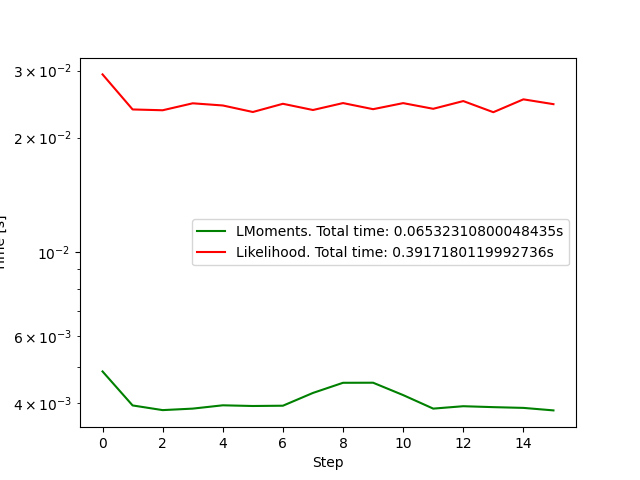 3 × 10⁻²
2 × 10⁻²
10⁻²
6 × 10⁻³
4 × 10⁻³
LMoments. Total time: 0.06532310800048435s
Likelihood. Total time: 0.3917180119992736s
0 2 4 6 8 10 12 14
Step